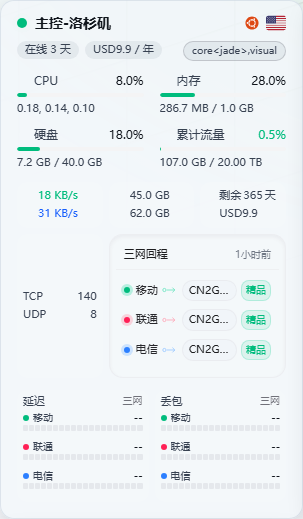 主控-洛杉矶
在线 3 天 USD9.9 / 年 core<jade>,visual
CPU 8.0% 内存 28.0%
0.18, 0.14, 0.10 286.7 MB / 1.0 GB
硬盘 18.0% 累计流量 0.5%
7.2 GB / 40.0 GB 107.0 GB / 20.00 TB
18 KB/s 45.0 GB 剩余 365 天
31 KB/s 62.0 GB USD9.9
三网回程 1小时前
TCP 140
UDP 8
移动 CN2G... 精品
联通 CN2G... 精品
电信 CN2G... 精品
延迟 三网 丢包 三网
移动 -- 移动 --
联通 -- 联通 --
电信 -- 电信 --